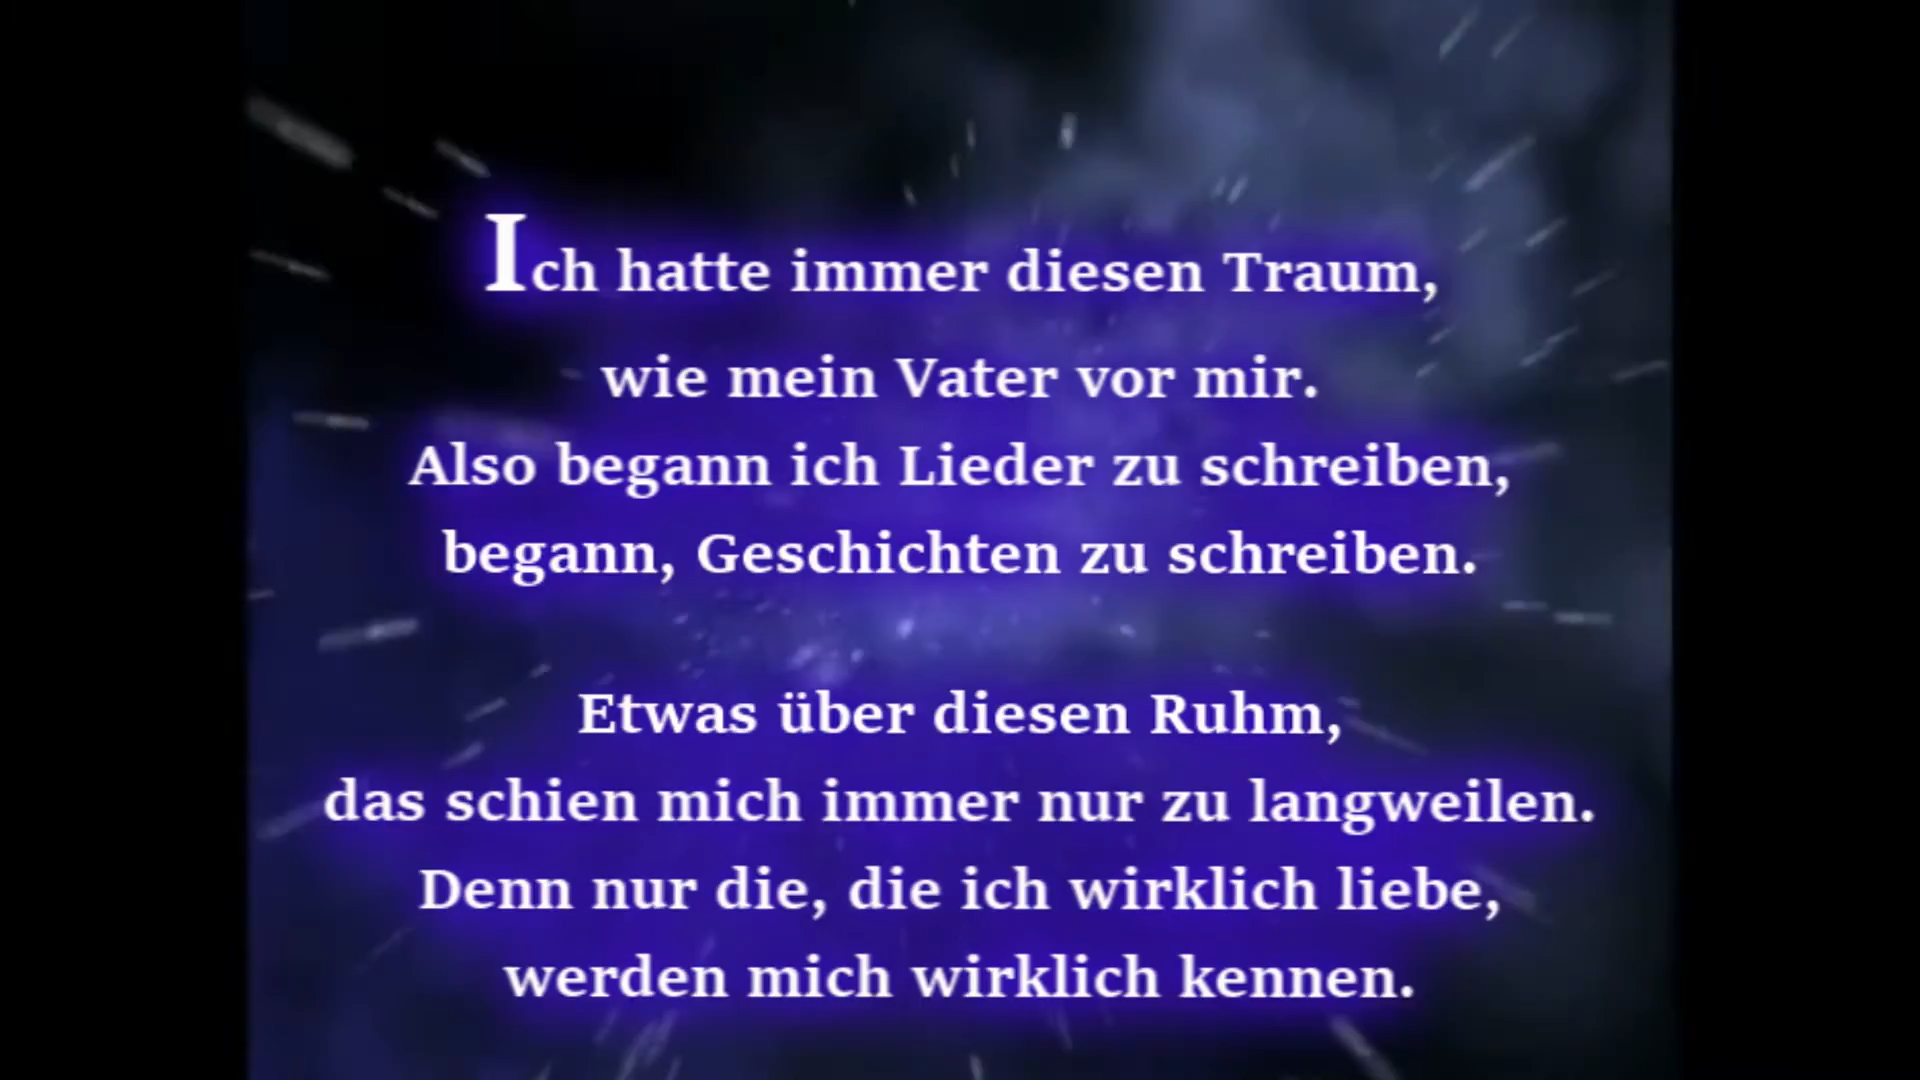 Ich hatte immer diesen Traum,
wie mein Vater vor mir.
Also begann ich Lieder zu schreiben,
begann, Geschichten zu schreiben.
Etwas über diesen Ruhm,
das schien mich immer nur zu langweilen.
Denn nur die, die ich wirklich liebe,
werden mich wirklich kennen.